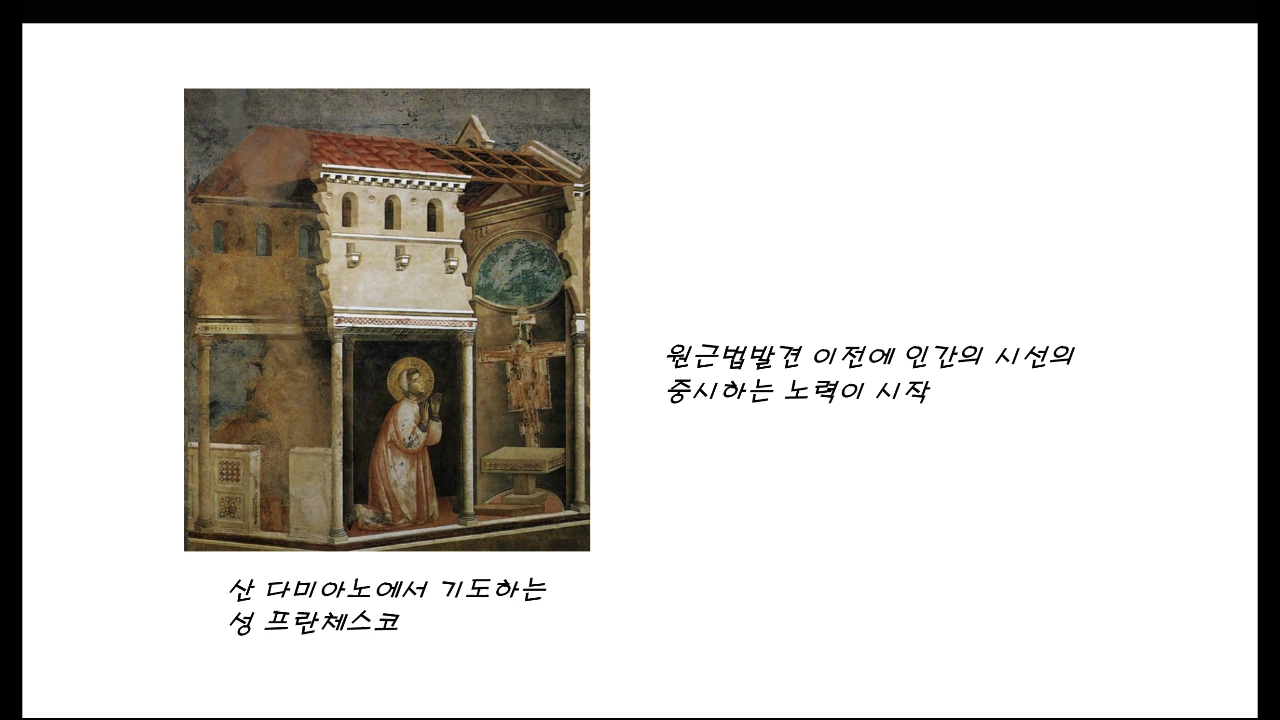 원근법발견 이전에 인간의 시선의
중시하는 노력이 시작
산 다미아노에서 기도하는
성 프란체스코